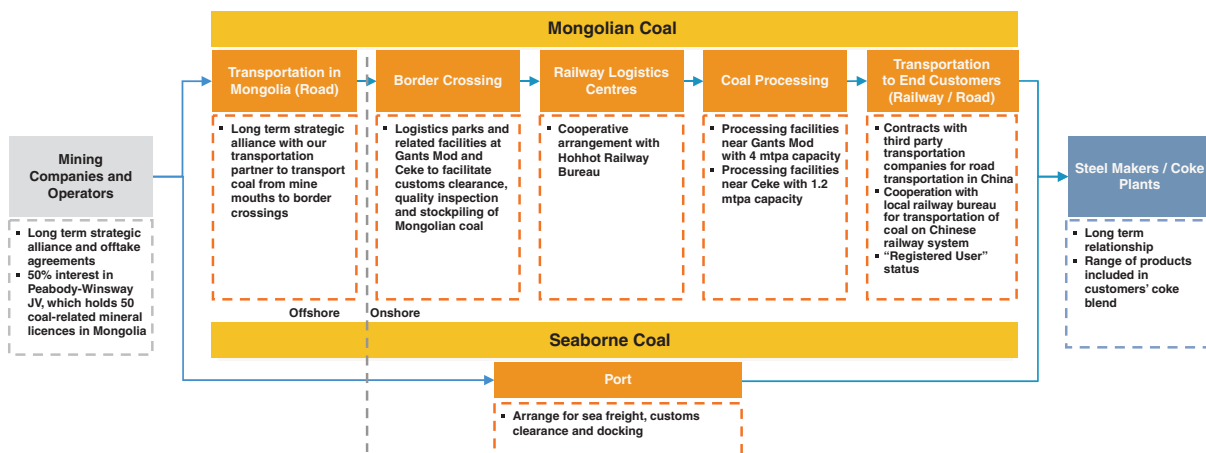 Mongolian Coal
Mining
Companies and
Operators
▪ Long term strategic
alliance and offtake
agreements
▪ 50% interest in
Peabody-Winsway
JV, which holds 50
coal-related mineral
licences in Mongolia
Transportation in
Mongolia (Road)
▪ Long term strategic
alliance with our
transportation
partner to transport
coal from mine
mouths to border
crossings
Border Crossing
▪ Logistics parks and
related facilities at
Gants Mod and
Ceke to facilitate
customs clearance,
quality inspection
and stockpiling of
Mongolian coal
Railway Logistics
Centres
▪ Cooperative
arrangement with
Hohhot Railway
Bureau
Coal Processing
▪ Processing facilities
near Gants Mod
with 4 mtpa capacity
▪ Processing facilities
near Ceke with 1.2
mtpa capacity
Transportation
to End Customers
(Railway / Road)
▪ Contracts with
third party
transportation
companies for road
transportation in China
▪ Cooperation with
local railway bureau
for transportation of
coal on Chinese
railway system
▪ “Registered User”
status
Steel Makers / Coke
Plants
▪ Long term
relationship
▪ Range of products
included in
customers’ coke
blend
Offshore
Onshore
Seaborne Coal
Port
▪ Arrange for sea freight, customs
clearance and docking